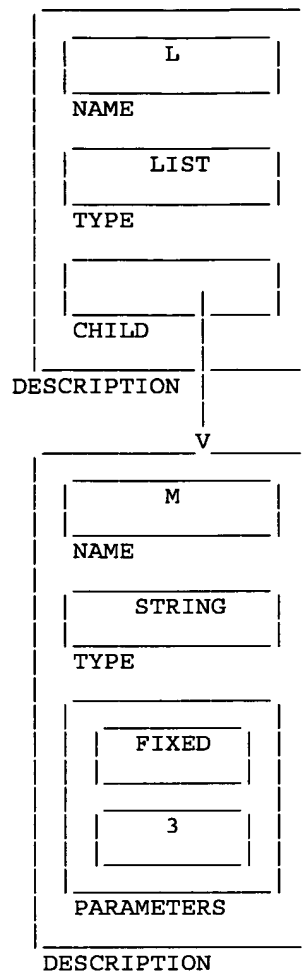 L
NAME
LIST
TYPE
CHILD
DESCRIPTION
V
M
NAME
STRING
TYPE
FIXED
3
PARAMETERS
DESCRIPTION